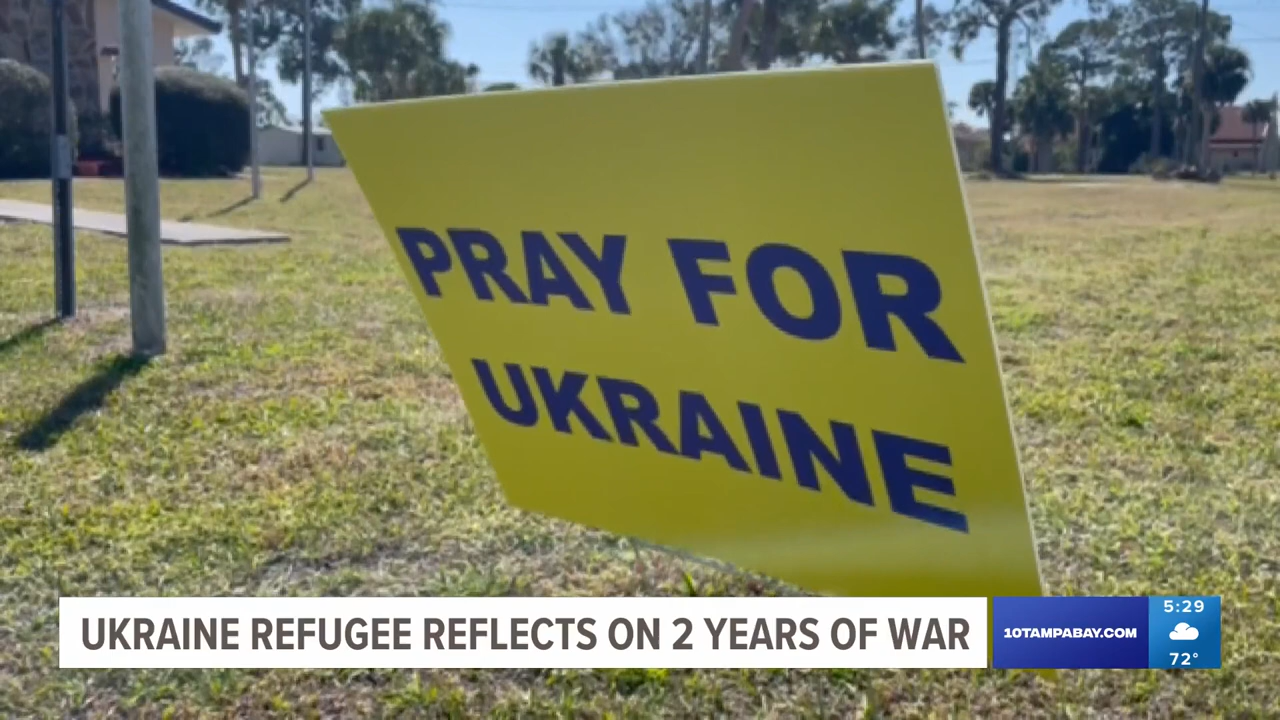 PRAY FOR
UKRAINE
UKRAINE REFUGEE REFLECTS ON 2 YEARS OF WAR
10TAMPABAY.COM
5:29
72°